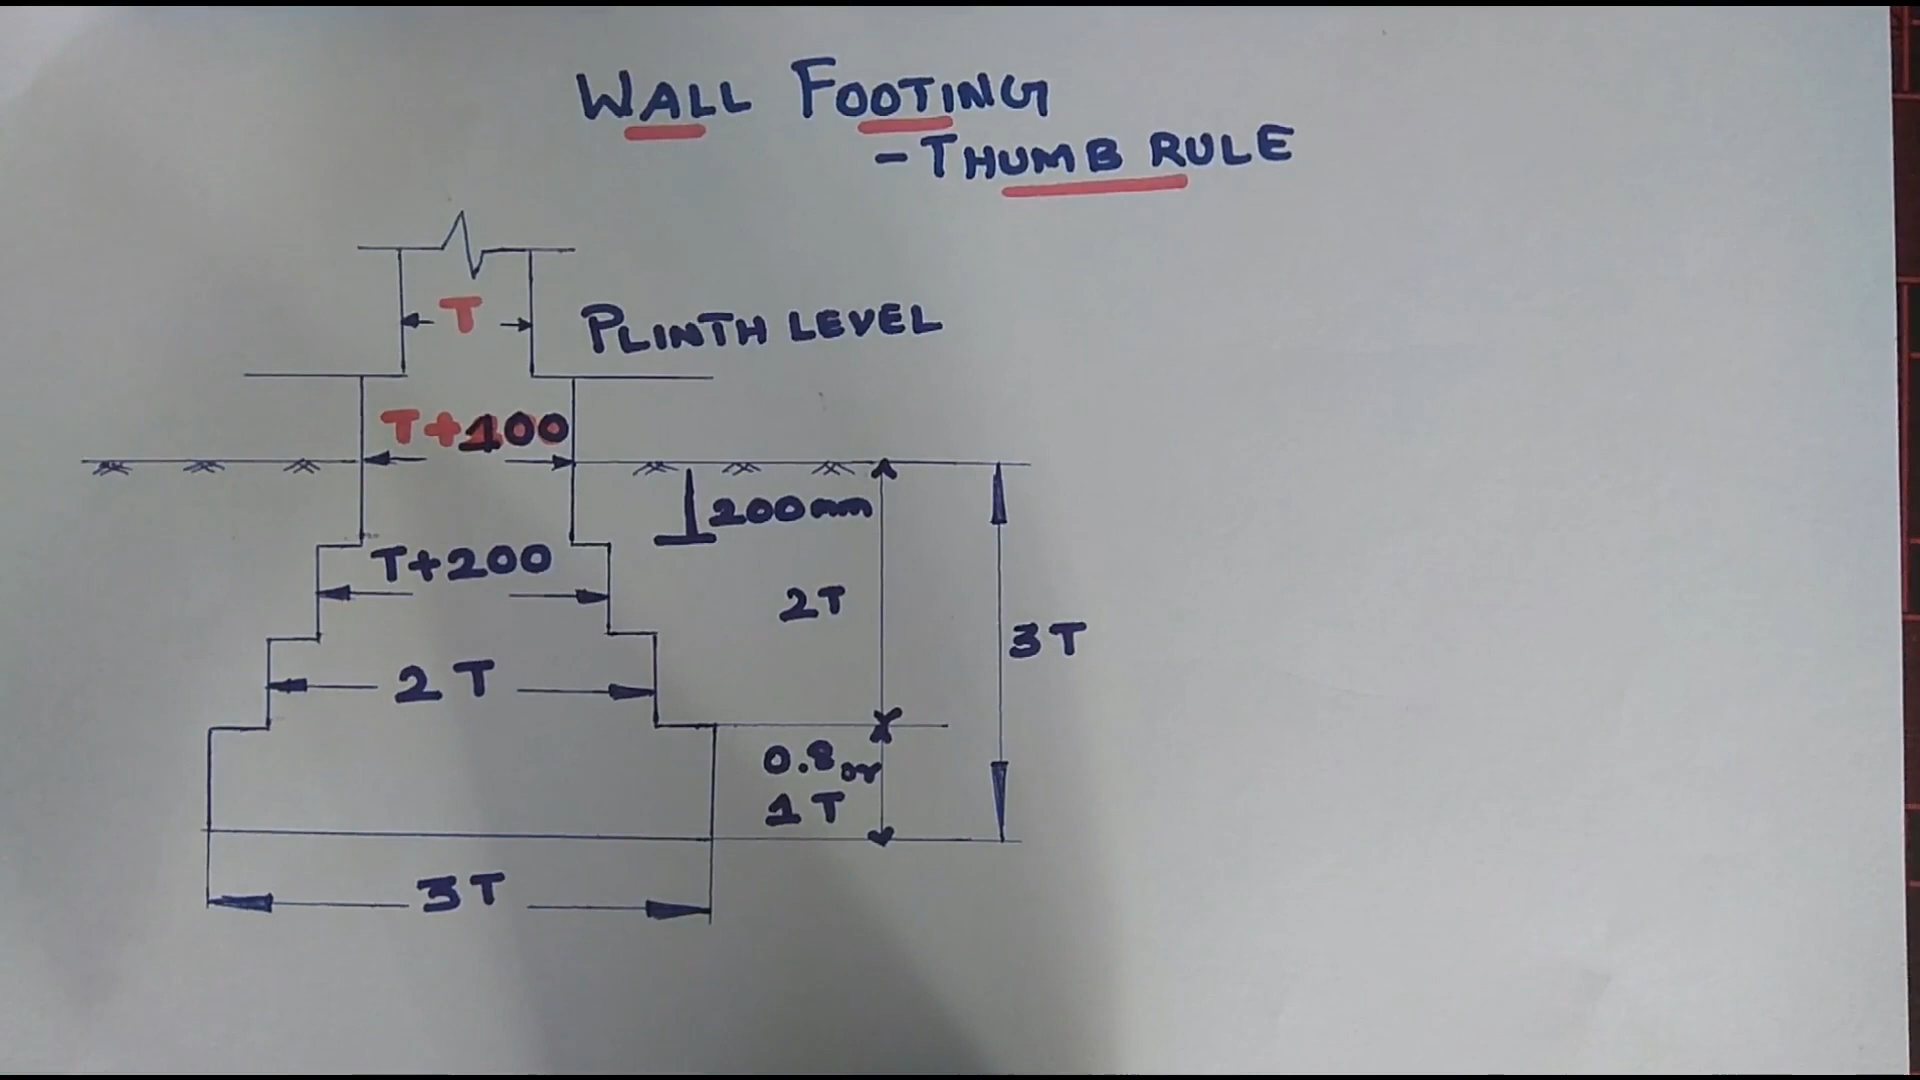 WALL FOOTING
- THUMB RULE
T
PLINTH LEVEL
T+100
200mm
T+200
2T
3T
2T
0.8 or
1T
3T